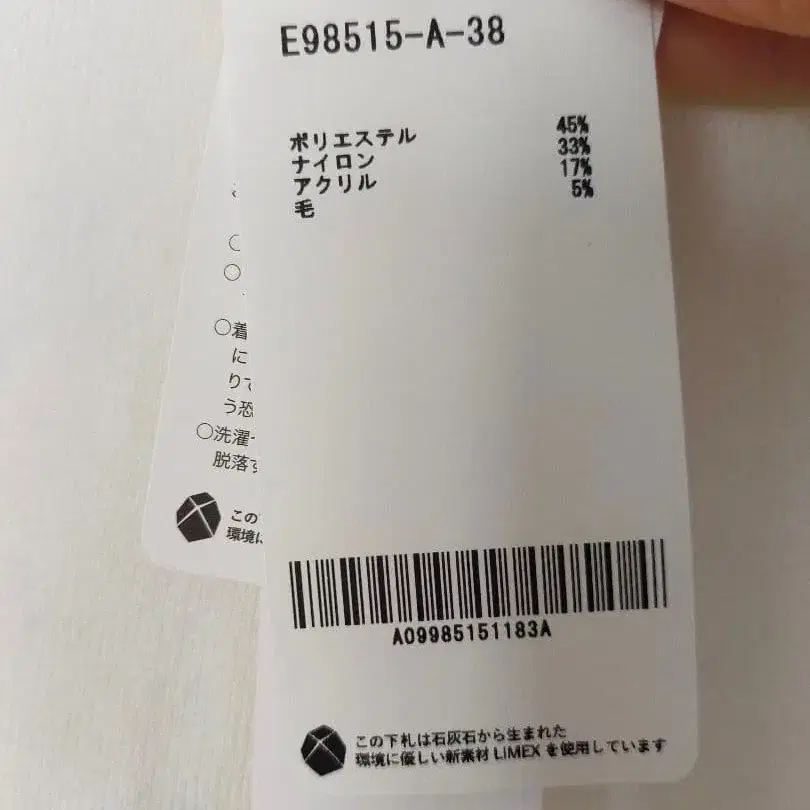 E98515-A-38
ポリエステル 45%
ナイロン 33%
アクリル 17%
毛 5%
A09985151183A
この下札は石灰石から生まれた
環境に優しい新素材 LIMEX を使用しています
○
○
○着
に
りて
う恐
○洗濯
脱落す
この
環境に